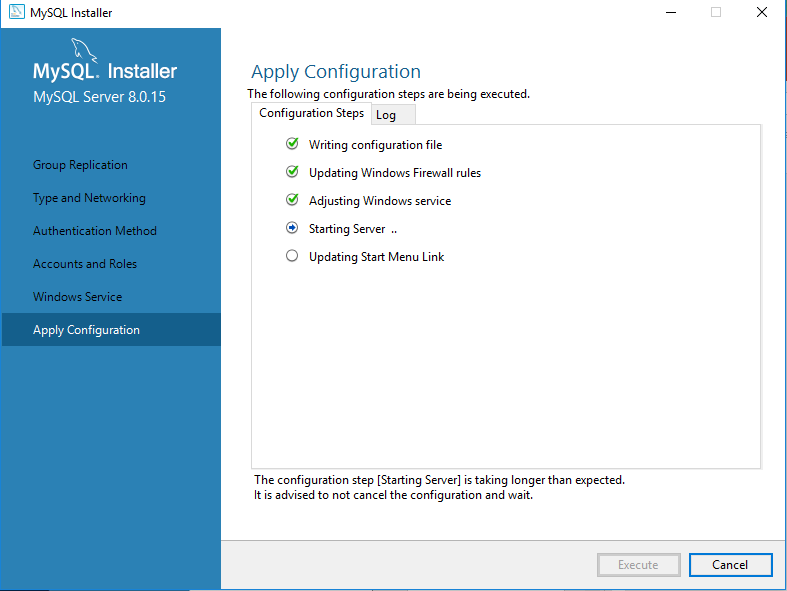 MySQL Installer
MySQL. Installer
MySQL Server 8.0.15
Group Replication
Type and Networking
Authentication Method
Accounts and Roles
Windows Service
Apply Configuration
Apply Configuration
The following configuration steps are being executed.
Configuration Steps Log
Writing configuration file
Updating Windows Firewall rules
Adjusting Windows service
Starting Server ..
Updating Start Menu Link
The configuration step [Starting Server] is taking longer than expected.
It is advised to not cancel the configuration and wait.
Execute Cancel